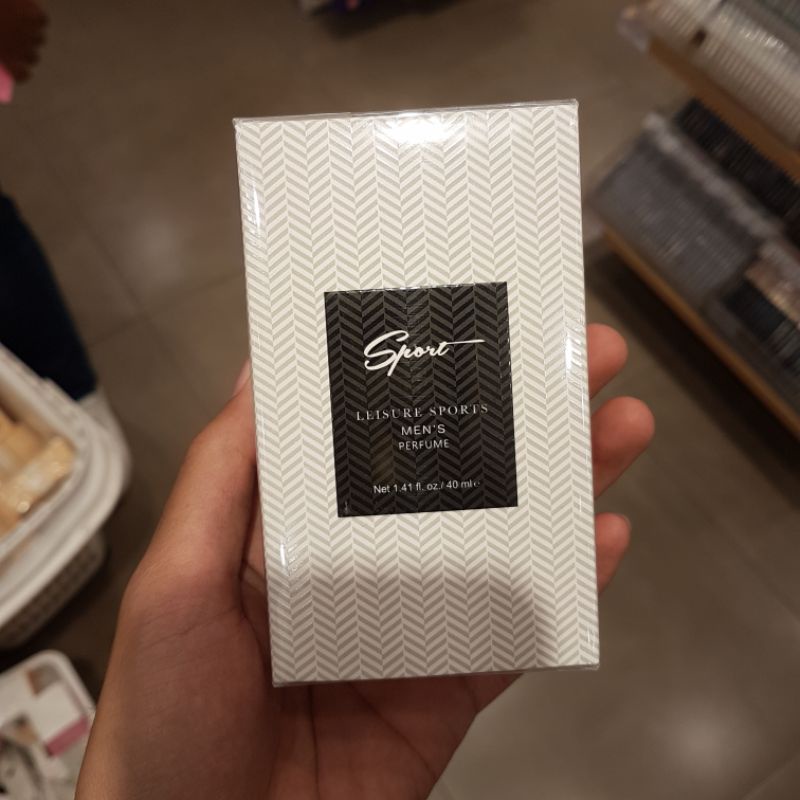 Sport
LEISURE SPORTS
MEN'S
PERFUME
Net 1.41 fl. oz./ 40 ml e